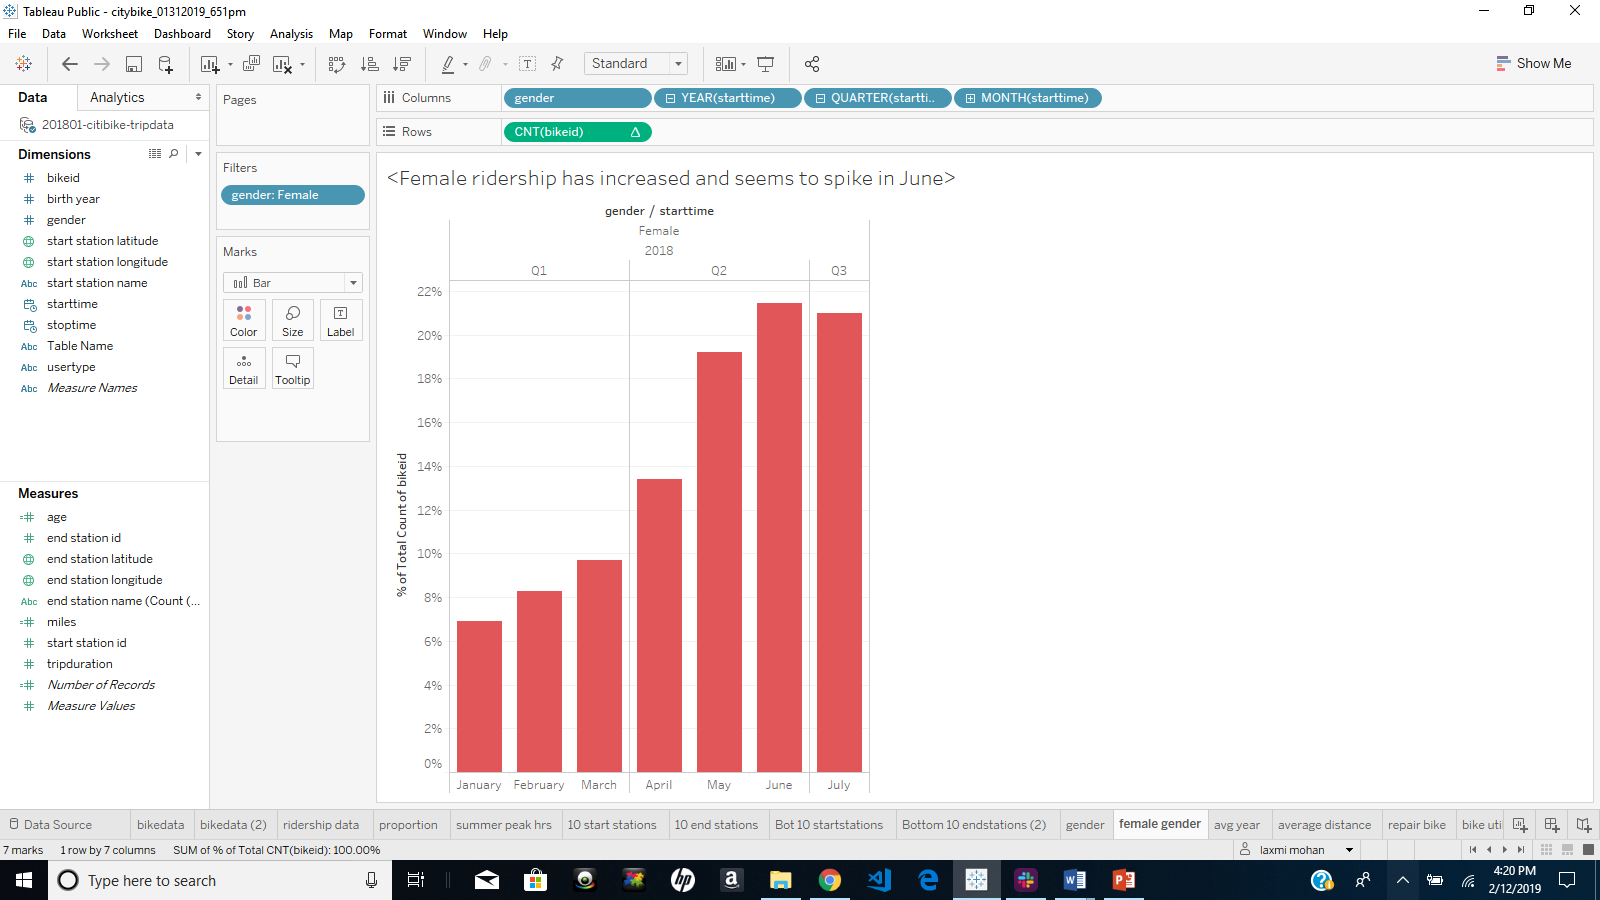 Tableau Public - citybike_01312019_651pm
File Data Worksheet Dashboard Story Analysis Map Format Window Help
Standard
Show Me
Data Analytics
201801-citibike-tripdata
Dimensions
# bikeid
# birth year
# gender
start station latitude
start station longitude
Abc start station name
starttime
stoptime
Abc Table Name
Abc usertype
Abc Measure Names
Measures
=# age
# end station id
end station latitude
end station longitude
Abc end station name (Count (...
=# miles
# start station id
# tripduration
=# Number of Records
# Measure Values
Pages
Filters
gender: Female
Marks
Bar
Color Size Label
Detail Tooltip
Columns gender YEAR(starttime) QUARTER(startti.. MONTH(starttime)
Rows CNT(bikeid) Δ
<Female ridership has increased and seems to spike in June>
gender / starttime
Female
2018
Q1 Q2 Q3
% of Total Count of bikeid
22%
20%
18%
16%
14%
12%
10%
8%
6%
4%
2%
0%
January February March April May June July
Data Source bikedata bikedata (2) ridership data proportion summer peak hrs 10 start stations 10 end stations Bot 10 startstations Bottom 10 endstations (2) gender female gender avg year average distance repair bike bike uti
7 marks 1 row by 7 columns SUM of % of Total CNT(bikeid): 100.00% laxmi mohan
Type here to search
4:20 PM
2/12/2019